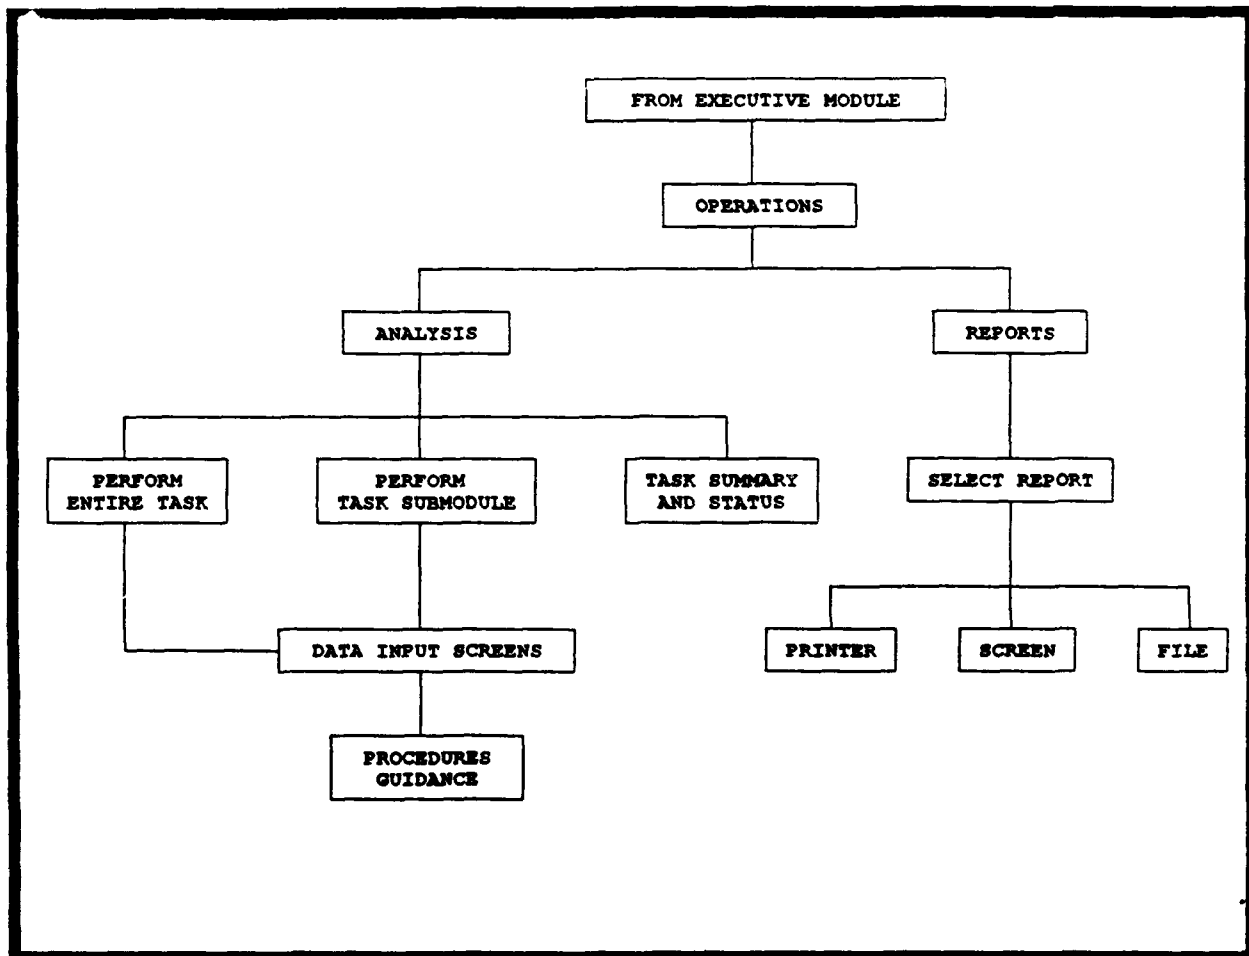 FROM EXECUTIVE MODULE
OPERATIONS
ANALYSIS
REPORTS
PERFORM
ENTIRE TASK
PERFORM
TASK SUBMODULE
TASK SUMMARY
AND STATUS
SELECT REPORT
DATA INPUT SCREENS
PRINTER
SCREEN
FILE
PROCEDURES
GUIDANCE